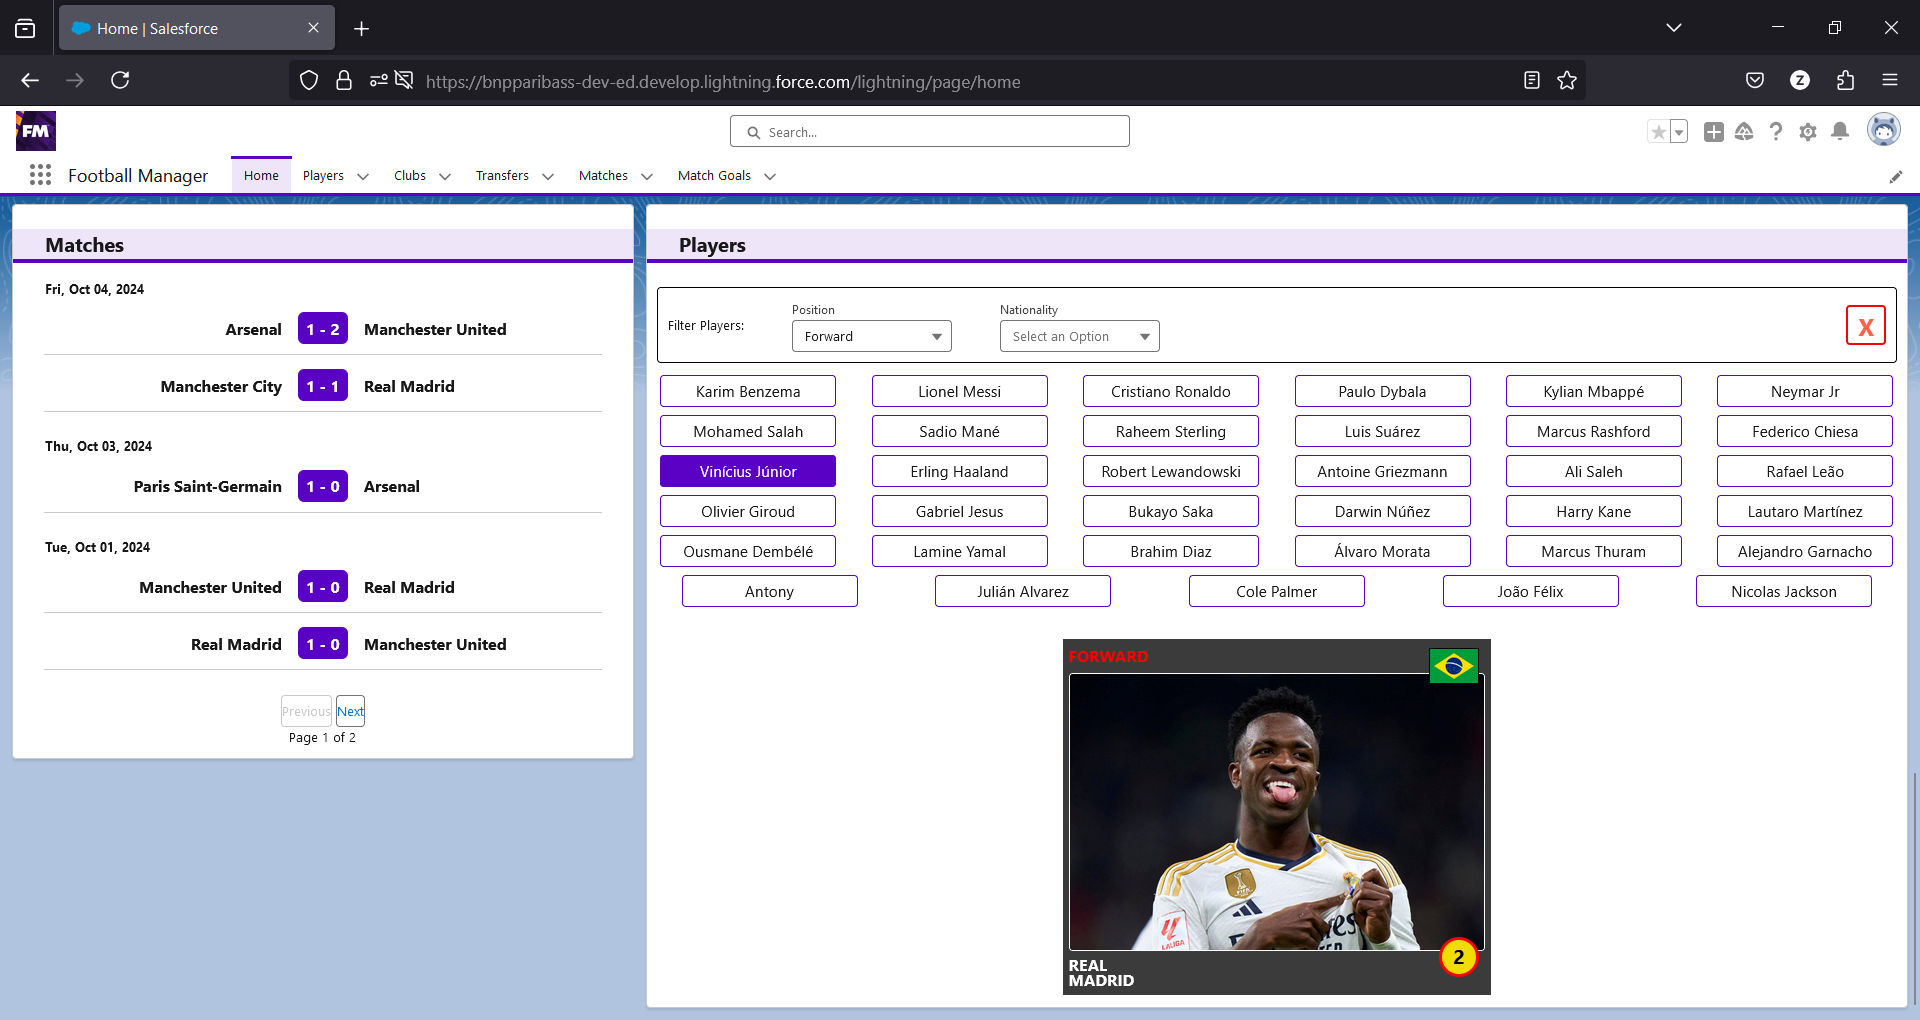 Home | Salesforce
https://bnpparibass-dev-ed.develop.lightning.force.com/lightning/page/home
Z
FM
Search...
Football Manager
Home
Players
Clubs
Transfers
Matches
Match Goals
Matches
Fri, Oct 04, 2024
Arsenal 1 - 2 Manchester United
Manchester City 1 - 1 Real Madrid
Thu, Oct 03, 2024
Paris Saint-Germain 1 - 0 Arsenal
Tue, Oct 01, 2024
Manchester United 1 - 0 Real Madrid
Real Madrid 1 - 0 Manchester United
Previous Next
Page 1 of 2
Players
Filter Players:
Position
Forward
Nationality
Select an Option
X
Karim Benzema
Lionel Messi
Cristiano Ronaldo
Paulo Dybala
Kylian Mbappé
Neymar Jr
Mohamed Salah
Sadio Mané
Raheem Sterling
Luis Suárez
Marcus Rashford
Federico Chiesa
Vinícius Júnior
Erling Haaland
Robert Lewandowski
Antoine Griezmann
Ali Saleh
Rafael Leão
Olivier Giroud
Gabriel Jesus
Bukayo Saka
Darwin Núñez
Harry Kane
Lautaro Martínez
Ousmane Dembélé
Lamine Yamal
Brahim Diaz
Álvaro Morata
Marcus Thuram
Alejandro Garnacho
Antony
Julián Alvarez
Cole Palmer
João Félix
Nicolas Jackson
FORWARD
LALIGA
2
REAL
MADRID